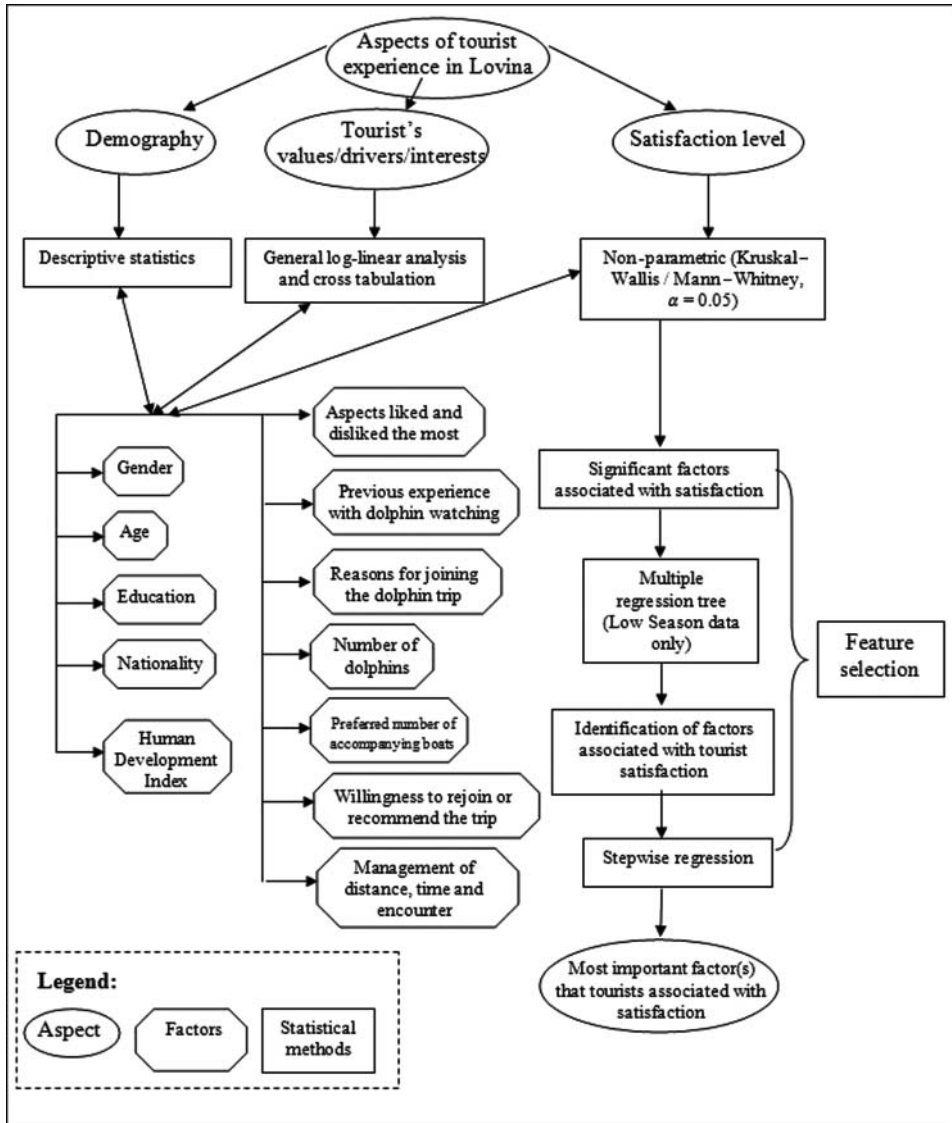 Aspects of tourist
experience in Lovina
Demography
Tourist's
values/drivers/interests
Satisfaction level
Descriptive statistics
General log-linear analysis
and cross tabulation
Non-parametric (Kruskal–
Wallis / Mann–Whitney,
α = 0.05)
Gender
Age
Education
Nationality
Human
Development
Index
Aspects liked and
disliked the most
Previous experience
with dolphin watching
Reasons for joining
the dolphin trip
Number of
dolphins
Preferred number of
accompanying boats
Willingness to rejoin or
recommend the trip
Management of
distance, time and
encounter
Significant factors
associated with satisfaction
Multiple
regression tree
(Low Season data
only)
Identification of factors
associated with tourist
satisfaction
Stepwise regression
Feature
selection
Most important factor(s)
that tourists associated with
satisfaction
Legend:
Aspect
Factors
Statistical
methods